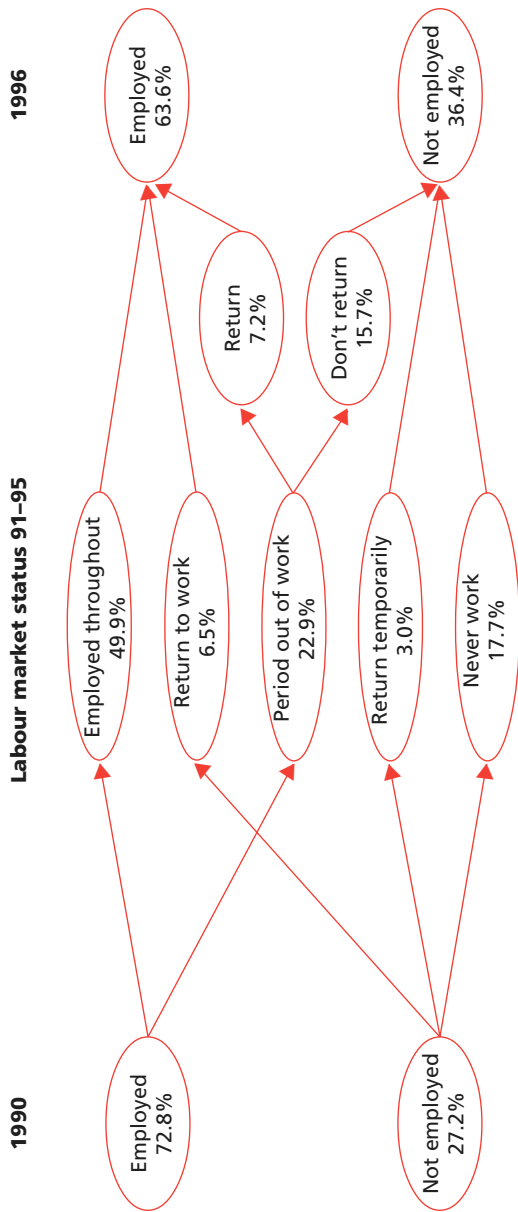 1990
Labour market status 91–95
1996
Employed
72.8%
Not employed
27.2%
Employed throughout
49.9%
Return to work
6.5%
Period out of work
22.9%
Return temporarily
3.0%
Never work
17.7%
Return
7.2%
Don't return
15.7%
Employed
63.6%
Not employed
36.4%